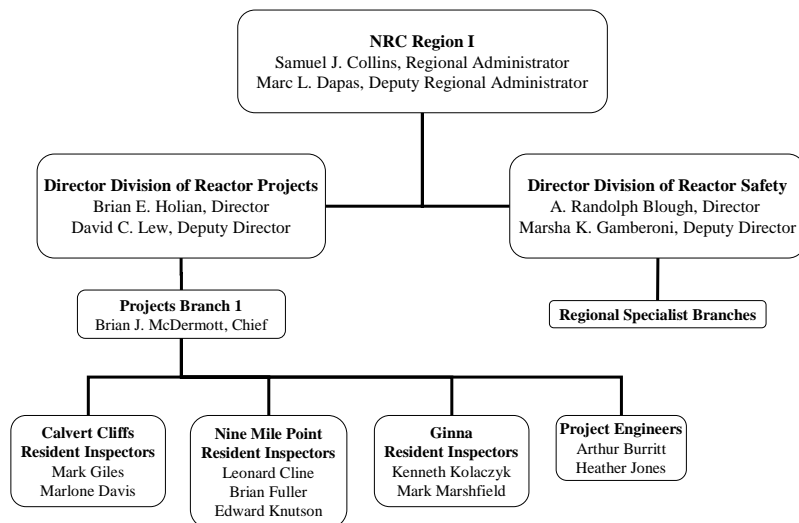 NRC Region I
Samuel J. Collins, Regional Administrator
Marc L. Dapas, Deputy Regional Administrator
Director Division of Reactor Projects
Brian E. Holian, Director
David C. Lew, Deputy Director
Director Division of Reactor Safety
A. Randolph Blough, Director
Marsha K. Gamberoni, Deputy Director
Projects Branch 1
Brian J. McDermott, Chief
Regional Specialist Branches
Calvert Cliffs
Resident Inspectors
Mark Giles
Marlone Davis
Nine Mile Point
Resident Inspectors
Leonard Cline
Brian Fuller
Edward Knutson
Ginna
Resident Inspectors
Kenneth Kolaczyk
Mark Marshfield
Project Engineers
Arthur Burritt
Heather Jones